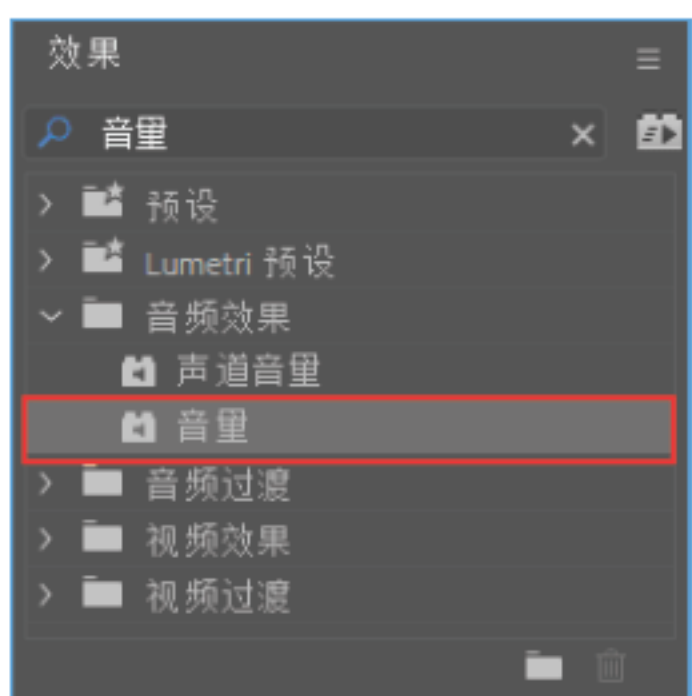 效果
音量
预设
Lumetri 预设
音频效果
声道音量
音量
音频过渡
视频效果
视频过渡